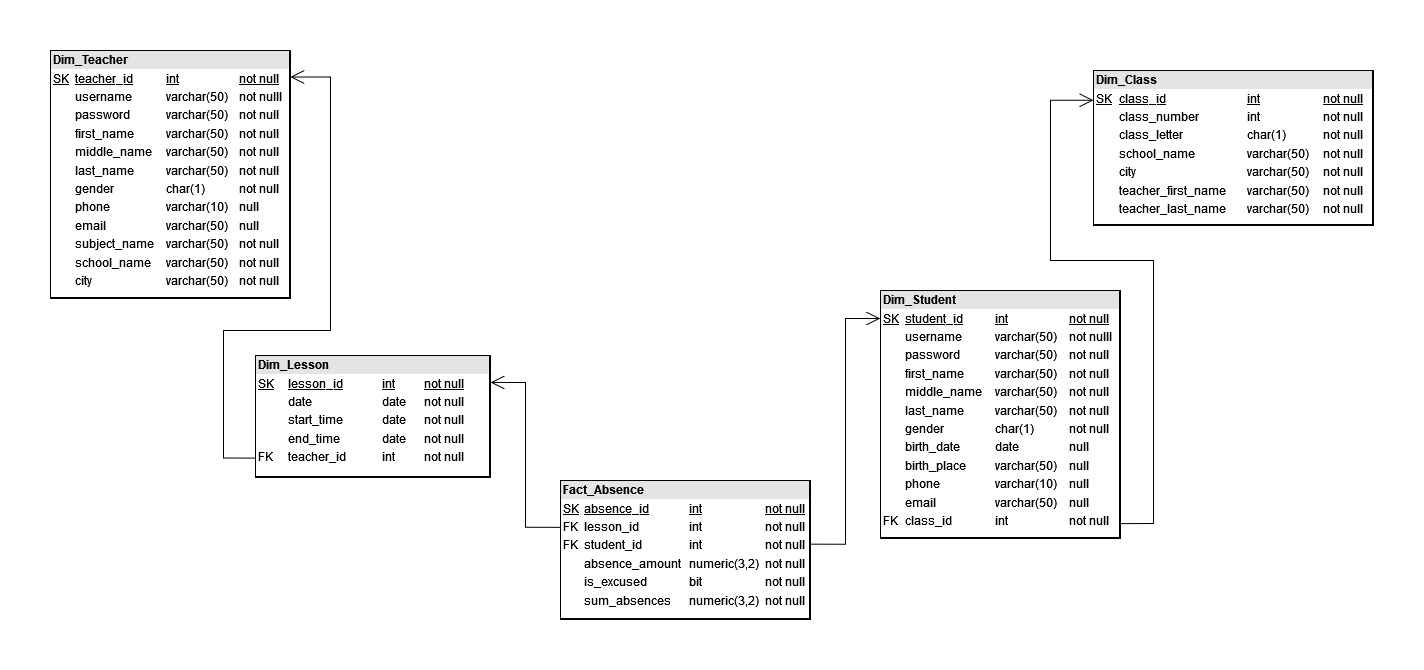 Dim_Teacher
SK teacher_id int not null
username varchar(50) not nulll
password varchar(50) not null
first_name varchar(50) not null
middle_name varchar(50) not null
last_name varchar(50) not null
gender char(1) not null
phone varchar(10) null
email varchar(50) null
subject_name varchar(50) not null
school_name varchar(50) not null
city varchar(50) not null
Dim_Class
SK class_id int not null
class_number int not null
class_letter char(1) not null
school_name varchar(50) not null
city varchar(50) not null
teacher_first_name varchar(50) not null
teacher_last_name varchar(50) not null
Dim_Lesson
SK lesson_id int not null
date date not null
start_time date not null
end_time date not null
FK teacher_id int not null
Dim_Student
SK student_id int not null
username varchar(50) not nulll
password varchar(50) not null
first_name varchar(50) not null
middle_name varchar(50) not null
last_name varchar(50) not null
gender char(1) not null
birth_date date null
birth_place varchar(50) null
phone varchar(10) null
email varchar(50) null
FK class_id int not null
Fact_Absence
SK absence_id int not null
FK lesson_id int not null
FK student_id int not null
absence_amount numeric(3,2) not null
is_excused bit not null
sum_absences numeric(3,2) not null